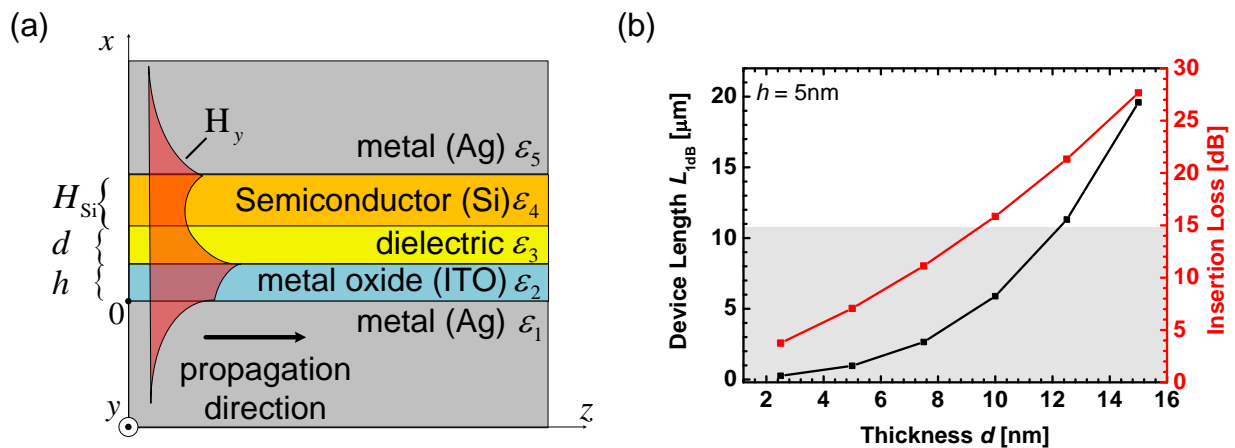 (a)
x
H_y
metal (Ag) ε₅
H_Si { Semiconductor (Si) ε₄
d { dielectric ε₃
h { metal oxide (ITO) ε₂
0
metal (Ag) ε₁
propagation
direction
y
z
(b)
h = 5nm
Device Length L_1dB [μm]
20
15
10
5
0
30
25
20
15
10
5
0
Insertion Loss [dB]
2 4 6 8 10 12 14 16
Thickness d [nm]